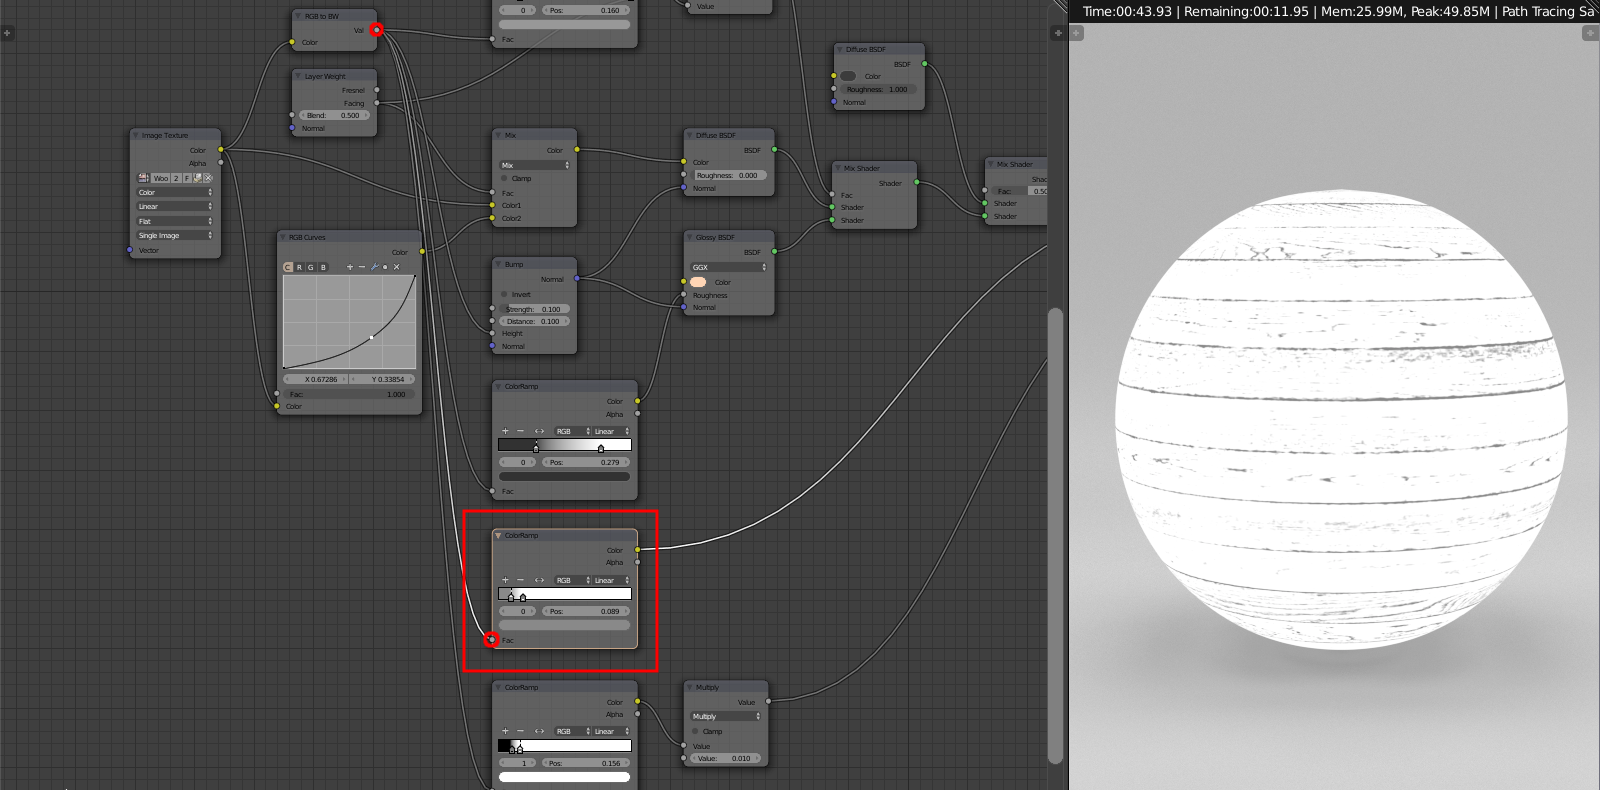 Time:00:43.93 | Remaining:00:11.95 | Mem:25.99M, Peak:49.85M | Path Tracing Sa
RGB to BW
Val
Color
Layer Weight
Fresnel
Facing
Blend: 0.500
Normal
Image Texture
Color
Alpha
Woo 2 F
Color
Linear
Flat
Single Image
Vector
RGB Curves
Color
C R G B
X 0.67286 Y 0.33854
Fac: 1.000
Color
0 Pos: 0.160
Fac
Mix
Color
Mix
Clamp
Fac
Color1
Color2
Bump
Normal
Invert
Strength: 0.100
Distance: 0.100
Height
Normal
ColorRamp
Color
Alpha
RGB Linear
0 Pos: 0.279
Fac
ColorRamp
Color
Alpha
RGB Linear
0 Pos: 0.089
Fac
ColorRamp
Color
Alpha
RGB Linear
1 Pos: 0.156
Value
Diffuse BSDF
BSDF
Color
Roughness: 0.000
Normal
Glossy BSDF
BSDF
GGX
Color
Roughness
Normal
Multiply
Value
Multiply
Clamp
Value
Value: 0.010
Diffuse BSDF
BSDF
Color
Roughness: 1.000
Normal
Mix Shader
Shader
Fac
Shader
Shader
Mix Shader
Shac
Fac: 0.50
Shader
Shader